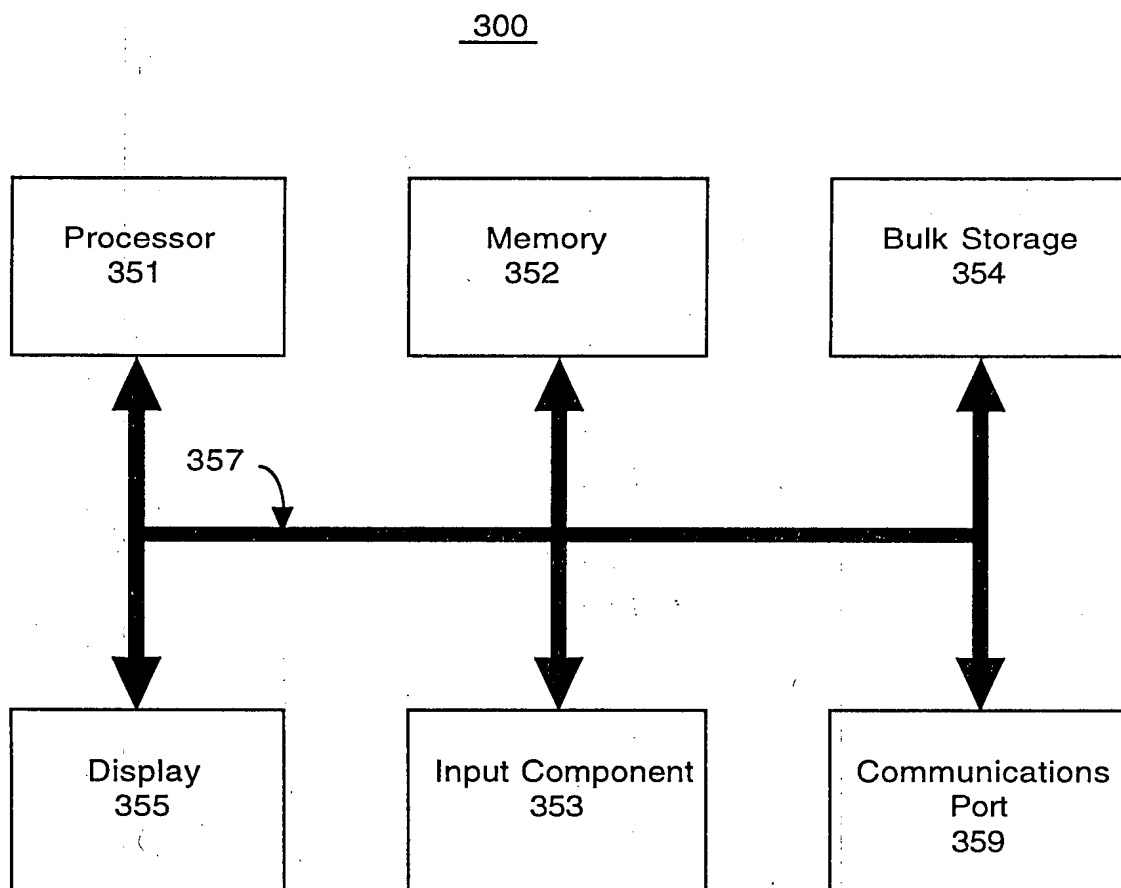 300
Processor
351
Memory
352
Bulk Storage
354
357
Display
355
Input Component
353
Communications
Port
359